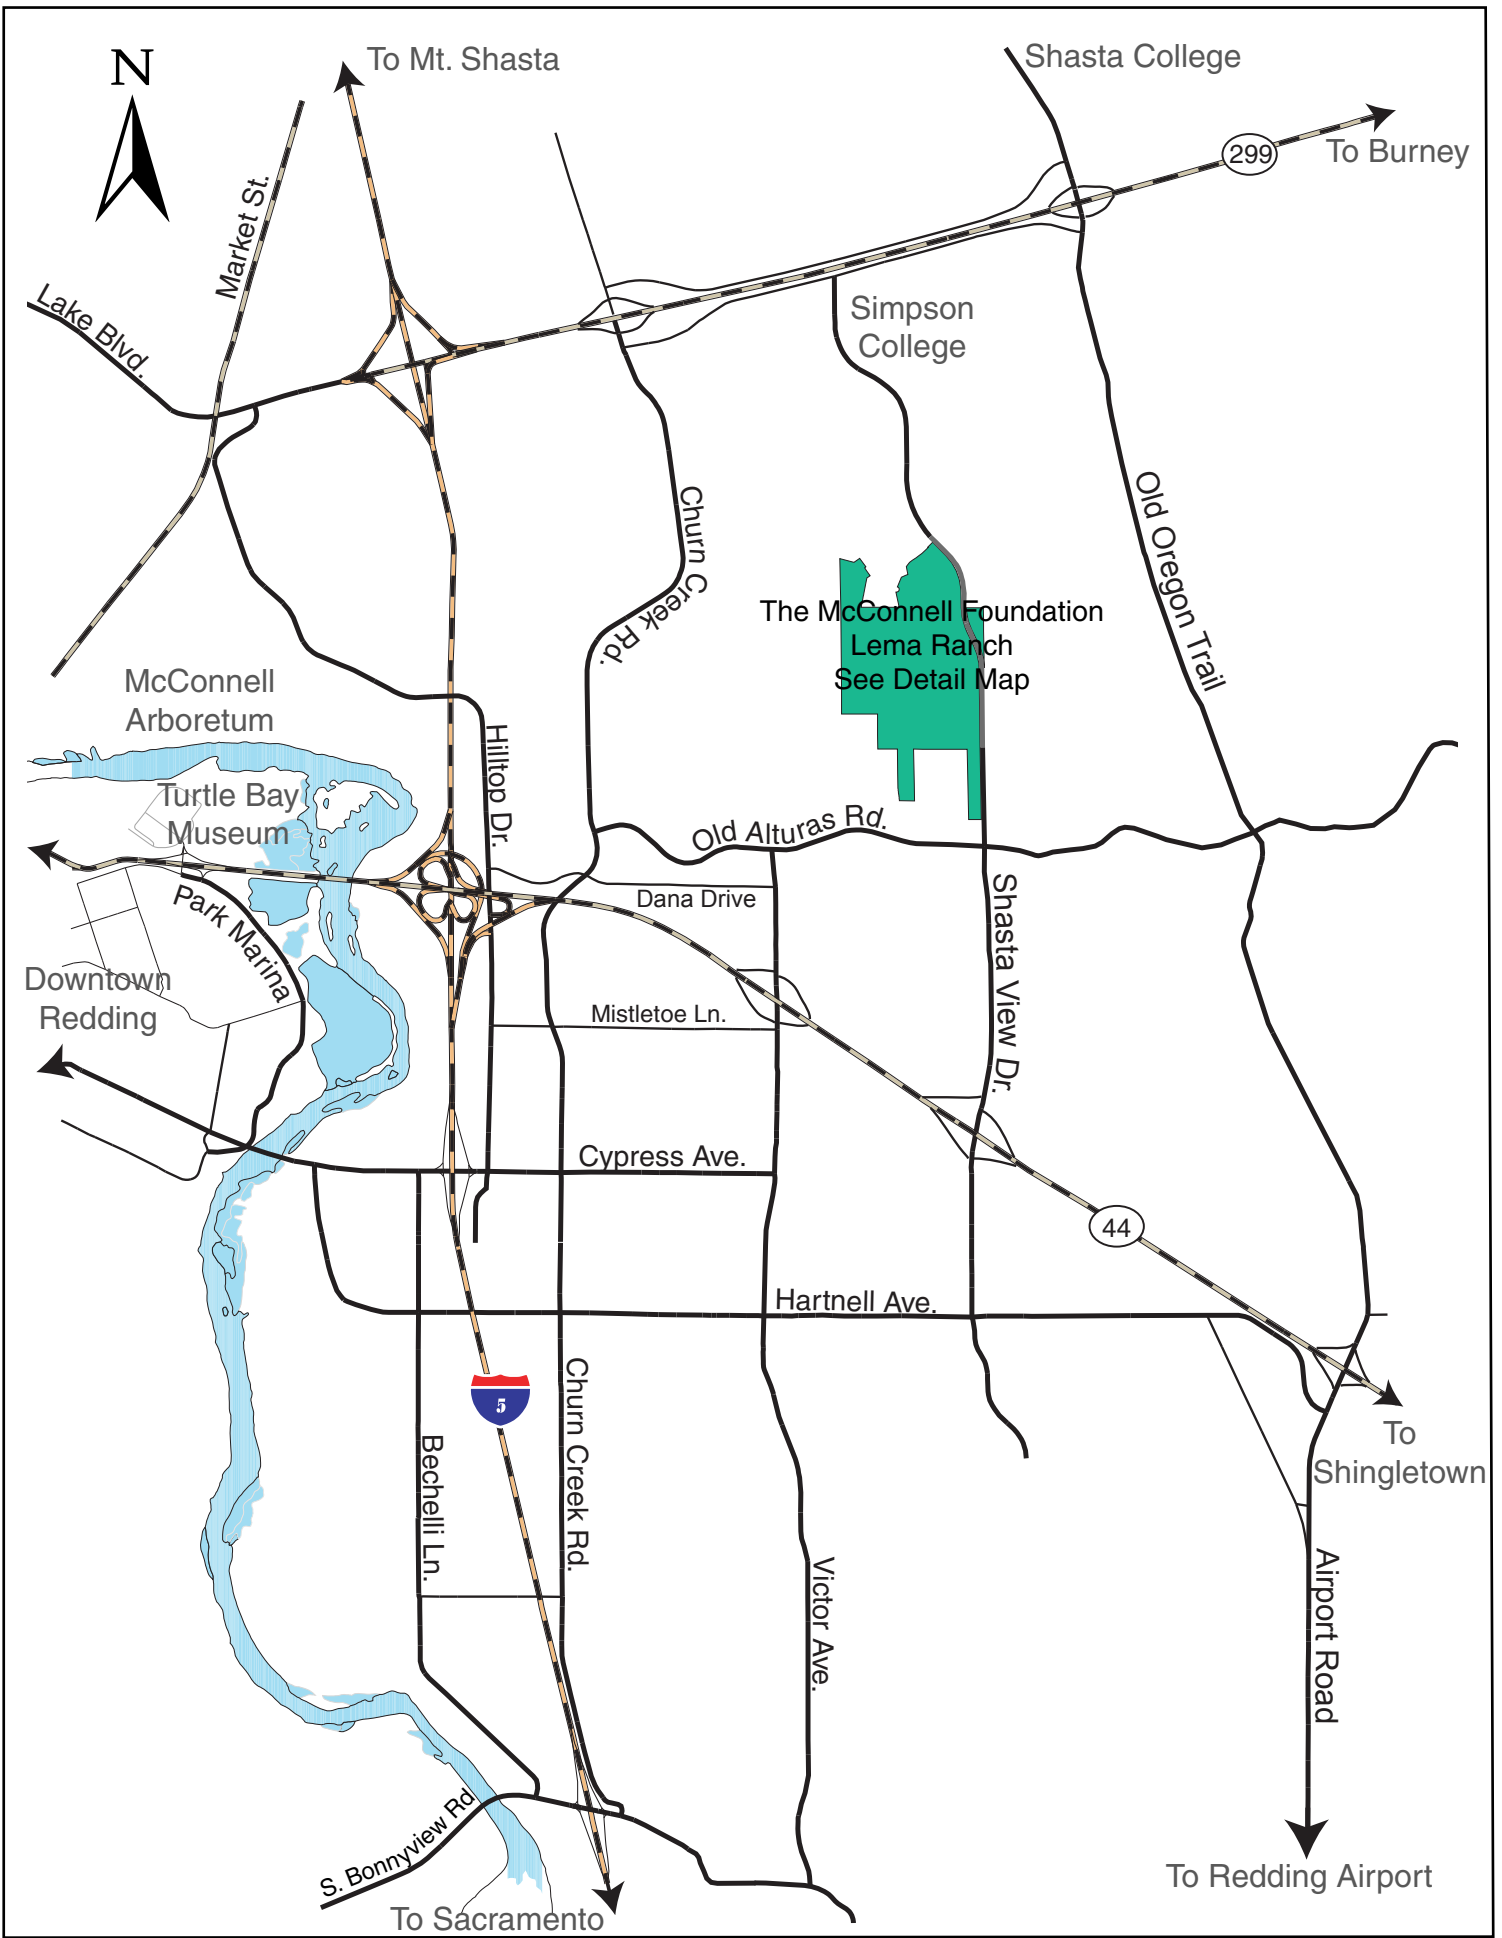 N
To Mt. Shasta
Shasta College
299
To Burney
Market St.
Lake Blvd.
Simpson
College
Churn Creek Rd.
Old Oregon Trail
The McConnell Foundation
Lema Ranch
See Detail Map
McConnell
Arboretum
Hilltop Dr.
Turtle Bay
Museum
Old Alturas Rd.
Dana Drive
Park Marina
Shasta View Dr.
Downtown
Redding
Mistletoe Ln.
Cypress Ave.
44
Hartnell Ave.
5
Churn Creek Rd.
Bechelli Ln.
To
Shingletown
Victor Ave.
Airport Road
S. Bonnyview Rd
To Redding Airport
To Sacramento